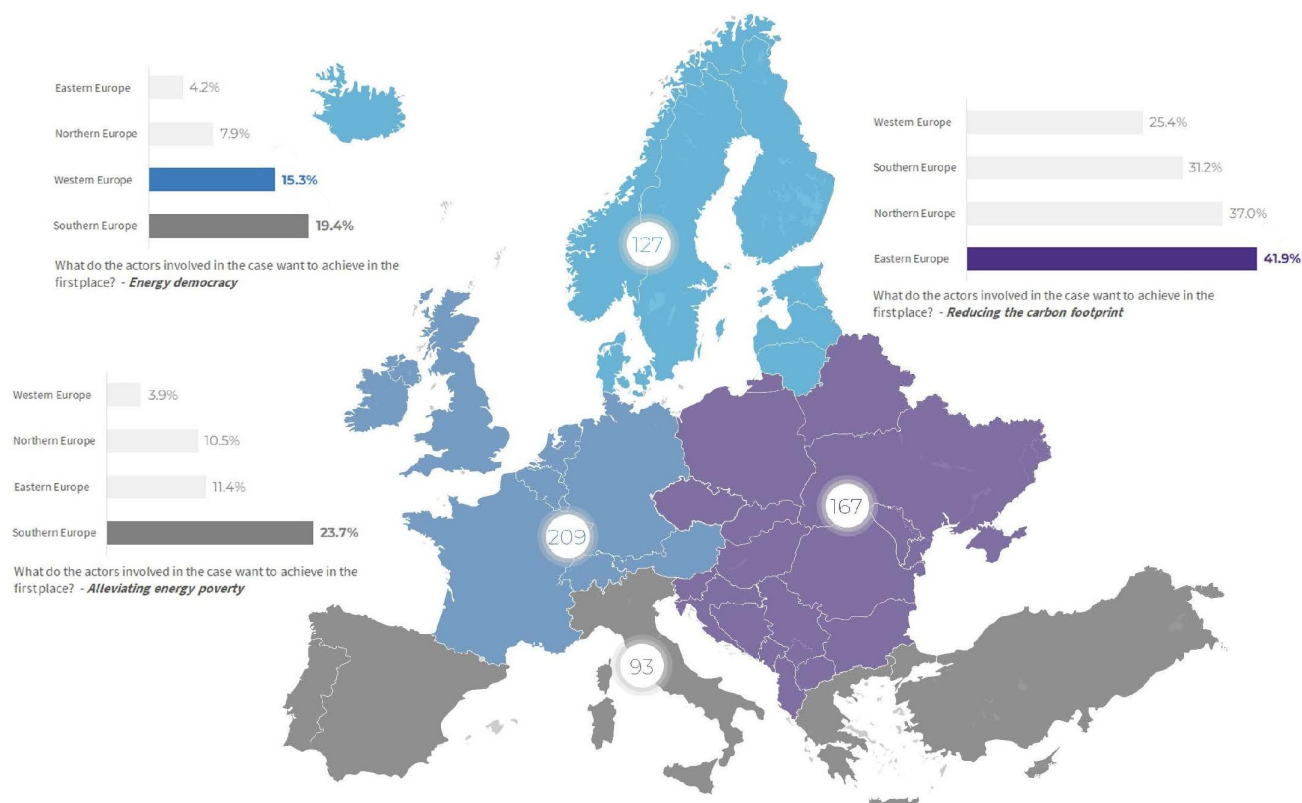 Eastern Europe 4.2%
Northern Europe 7.9%
Western Europe 15.3%
Southern Europe 19.4%
What do the actors involved in the case want to achieve in the
first place? - Energy democracy
Western Europe 25.4%
Southern Europe 31.2%
Northern Europe 37.0%
Eastern Europe 41.9%
What do the actors involved in the case want to achieve in the
first place? - Reducing the carbon footprint
Western Europe 3.9%
Northern Europe 10.5%
Eastern Europe 11.4%
Southern Europe 23.7%
What do the actors involved in the case want to achieve in the
first place? - Alleviating energy poverty
127
167
209
93